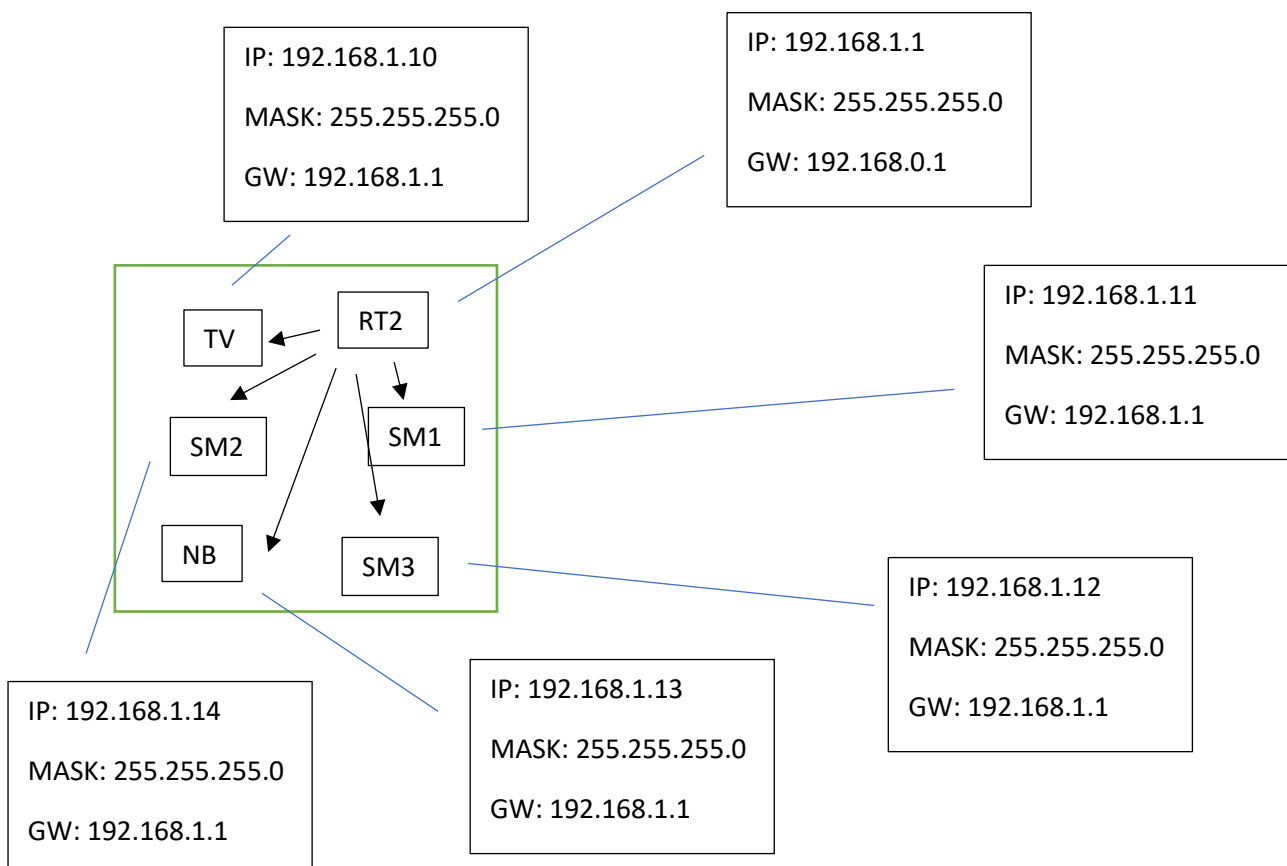 IP: 192.168.1.10
MASK: 255.255.255.0
GW: 192.168.1.1
IP: 192.168.1.1
MASK: 255.255.255.0
GW: 192.168.0.1
TV
RT2
IP: 192.168.1.11
MASK: 255.255.255.0
GW: 192.168.1.1
SM2
SM1
NB
SM3
IP: 192.168.1.12
MASK: 255.255.255.0
GW: 192.168.1.1
IP: 192.168.1.14
MASK: 255.255.255.0
GW: 192.168.1.1
IP: 192.168.1.13
MASK: 255.255.255.0
GW: 192.168.1.1